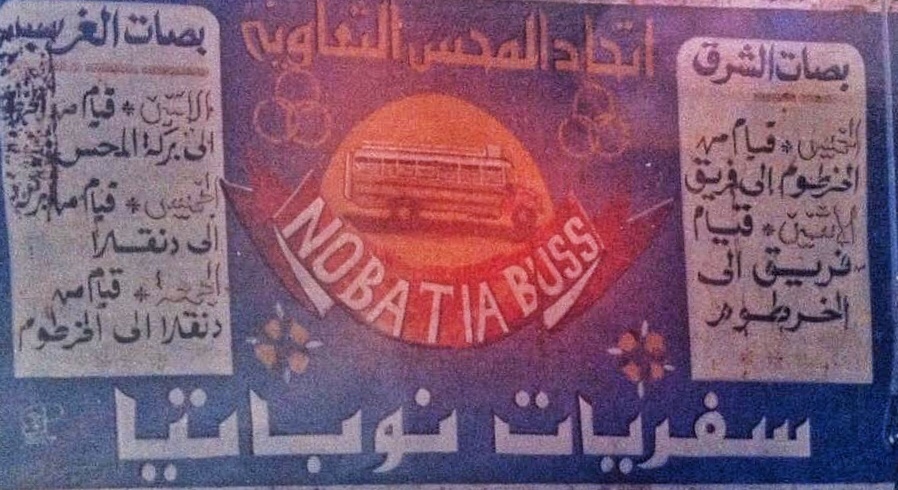 اتحاد المحس التعاونية
بصات الشرق
الخميس * قيام من
الخرطوم الى فريق
الاثنين * قيام
فريق الى
الخرطوم
NOBATIA BUSS
بصات الغرب
الاثنين * قيام من
الى بركة المحس
الخميس * قيام من
الى دنقلا
الجمعة * قيام من
دنقلا الى الخرطوم
سفريات نوباتيا